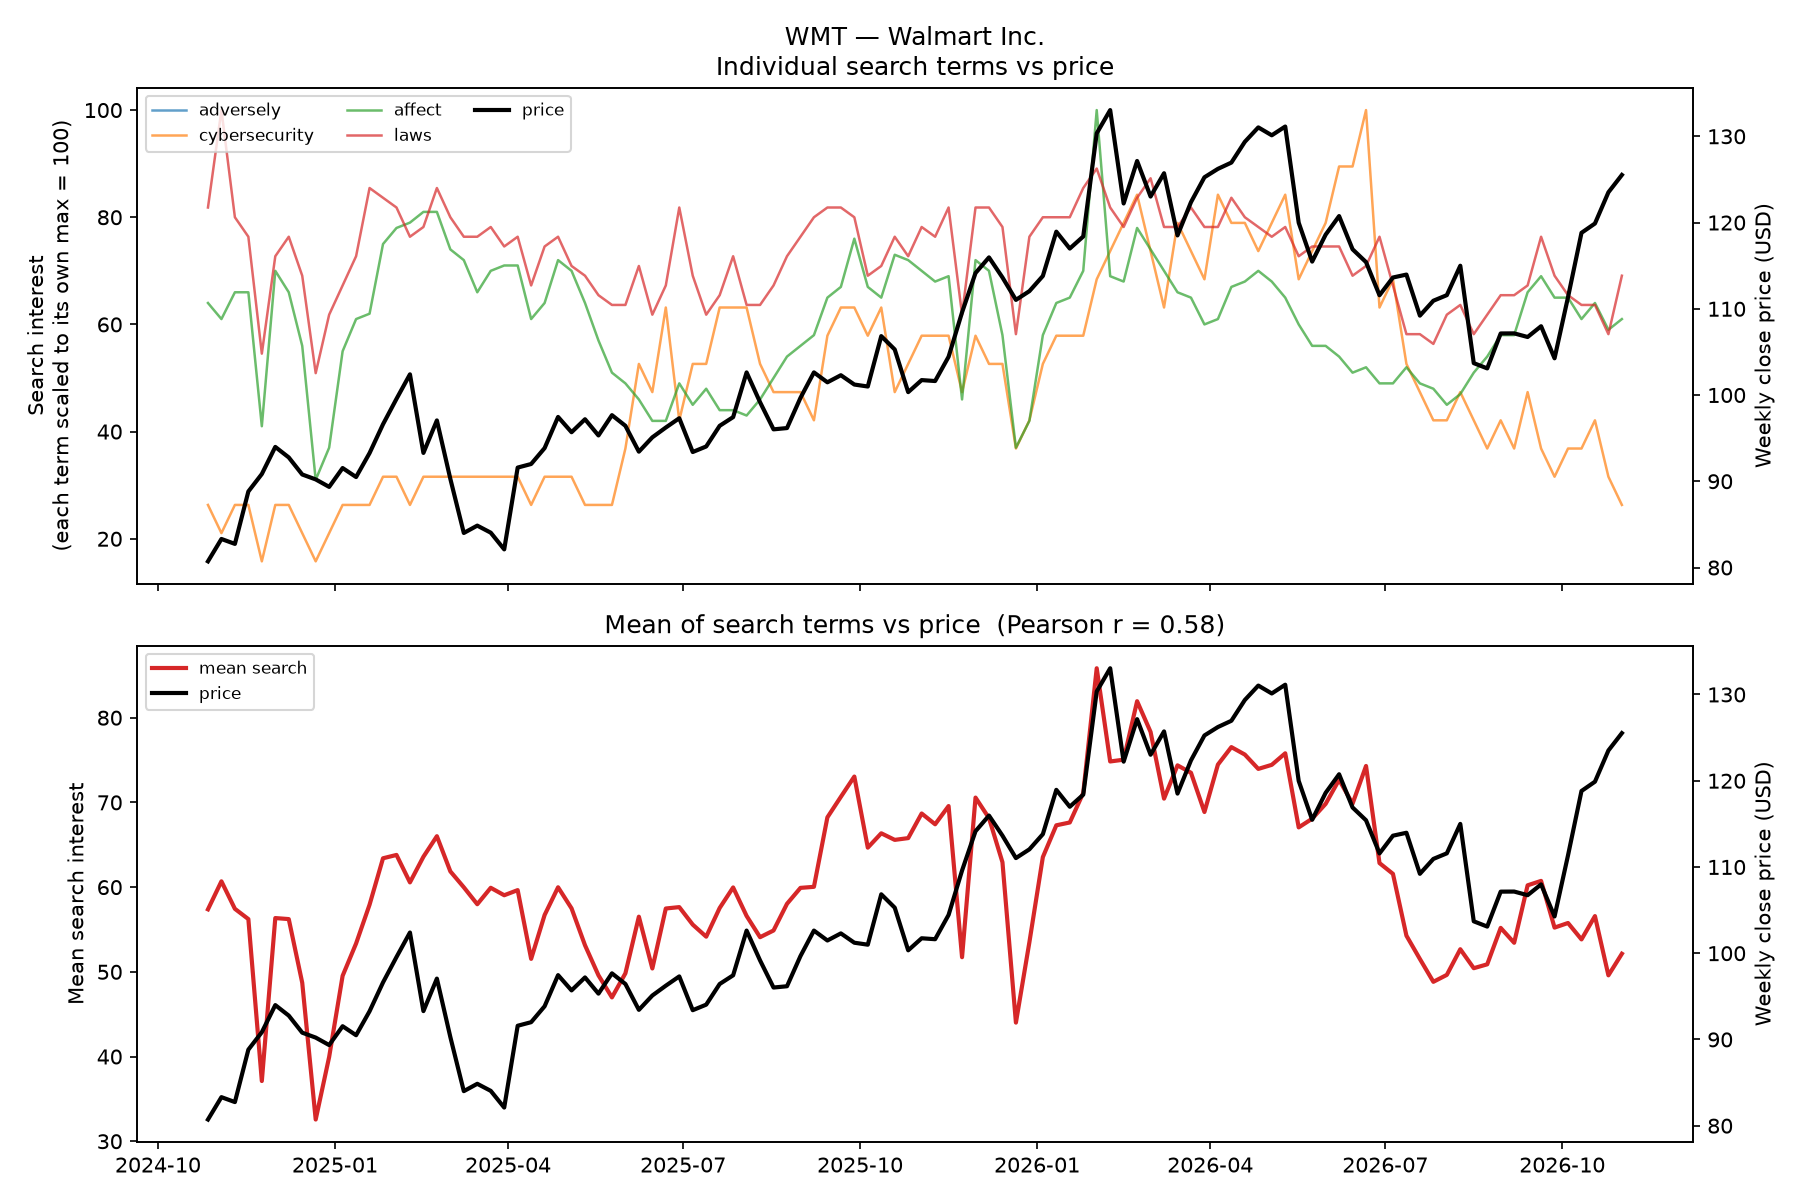 WMT — Walmart Inc.
Individual search terms vs price
adversely
cybersecurity
affect
laws
price
Search interest
(each term scaled to its own max = 100)
100
80
60
40
20
130
120
110
100
90
80
Weekly close price (USD)
Mean of search terms vs price  (Pearson r = 0.58)
mean search
price
Mean search interest
80
70
60
50
40
30
130
120
110
100
90
80
Weekly close price (USD)
2024-10
2025-01
2025-04
2025-07
2025-10
2026-01
2026-04
2026-07
2026-10